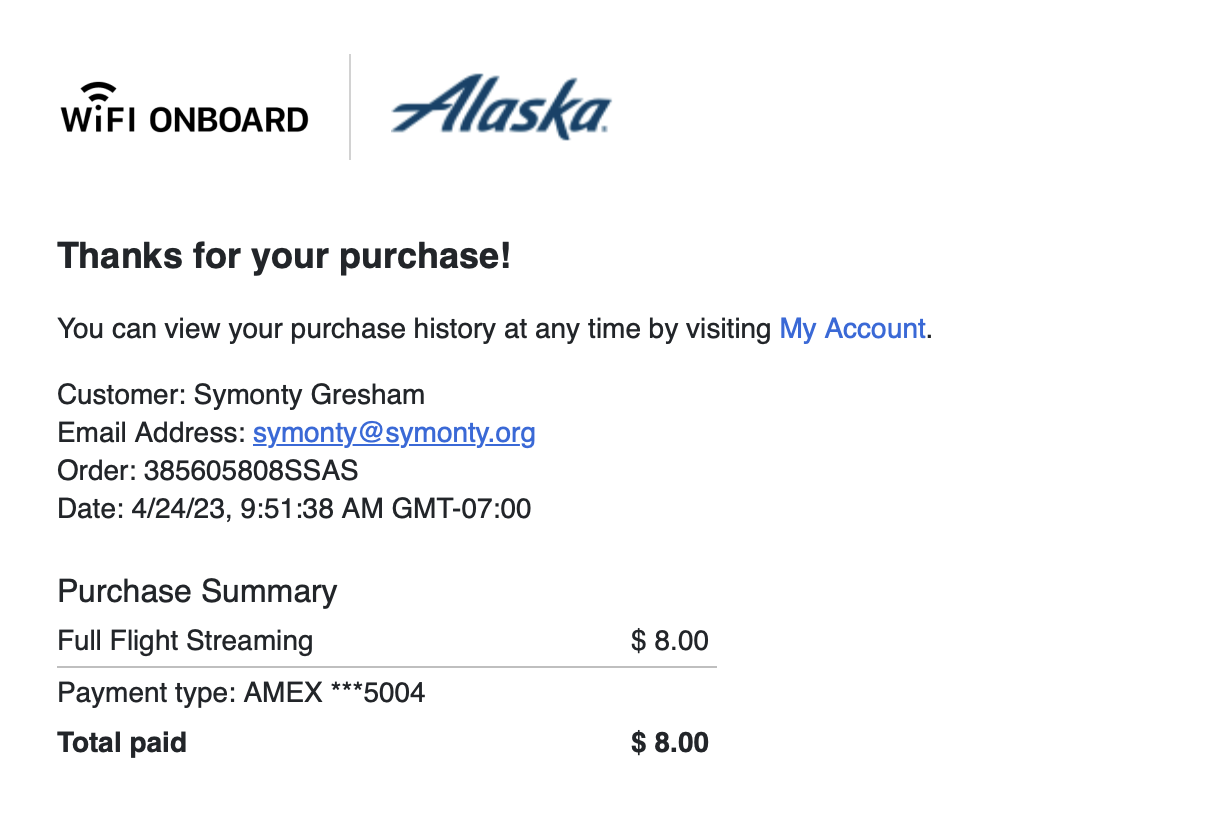 WiFI ONBOARD
Alaska.
Thanks for your purchase!
You can view your purchase history at any time by visiting My Account.
Customer: Symonty Gresham
Email Address: symonty@symonty.org
Order: 385605808SSAS
Date: 4/24/23, 9:51:38 AM GMT-07:00
Purchase Summary
Full Flight Streaming $ 8.00
Payment type: AMEX ***5004
Total paid $ 8.00